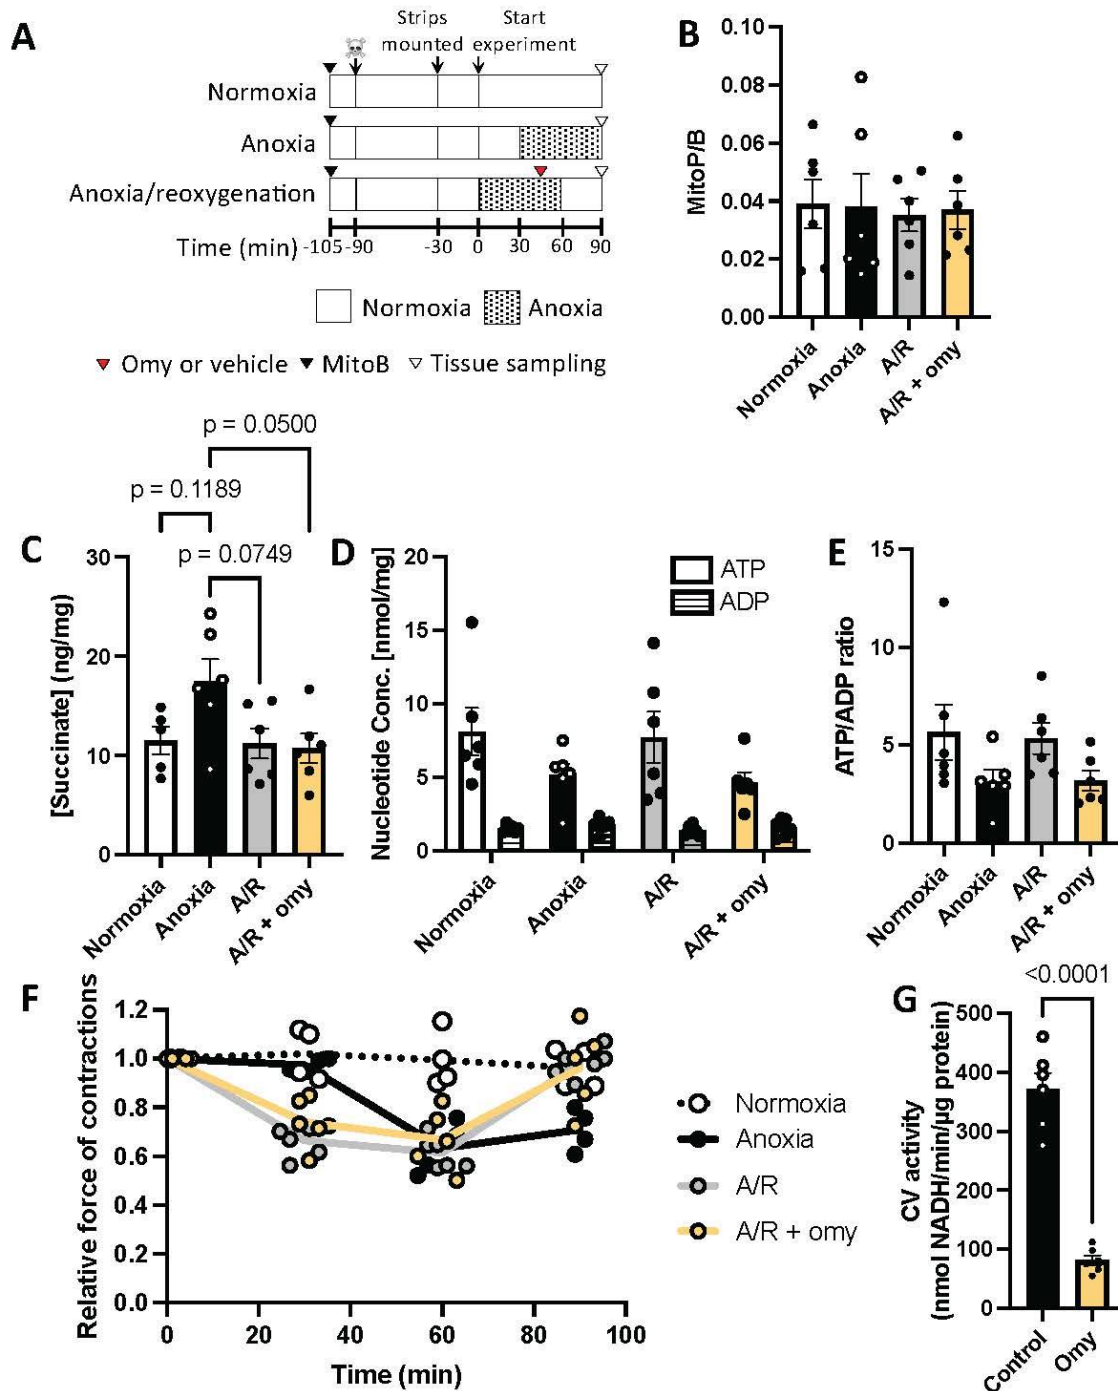 A
Strips Start
mounted experiment
Normoxia
Anoxia
Anoxia/reoxygenation
Time (min) -105 -90 -30 0 30 60 90
Normoxia Anoxia
Omy or vehicle MitoB Tissue sampling
B
MitoP/B
0.10
0.08
0.06
0.04
0.02
0.00
Normoxia
Anoxia
A/R
A/R + omy
C
p = 0.0500
p = 0.1189
p = 0.0749
[Succinate] (ng/mg)
30
20
10
0
Normoxia
Anoxia
A/R
A/R + omy
D
Nucleotide Conc. [nmol/mg]
20
15
10
5
0
ATP
ADP
Normoxia
Anoxia
A/R
A/R + omy
E
ATP/ADP ratio
15
10
5
0
Normoxia
Anoxia
A/R
A/R + omy
F
Relative force of contractions
1.2
1.0
0.8
0.6
0.4
0.2
0.0
0 20 40 60 80 100
Time (min)
Normoxia
Anoxia
A/R
A/R + omy
G
<0.0001
CV activity
(nmol NADH/min/μg protein)
500
400
300
200
100
0
Control
Omy